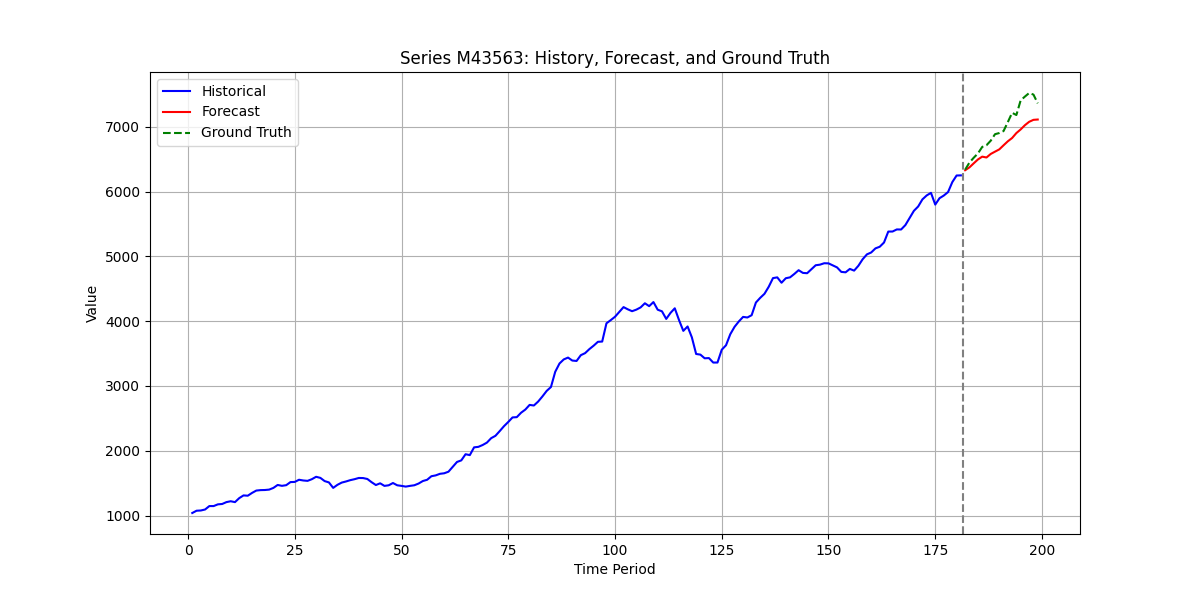 Series M43563: History, Forecast, and Ground Truth
Historical
Forecast
Ground Truth
Value
7000
6000
5000
4000
3000
2000
1000
0 25 50 75 100 125 150 175 200
Time Period